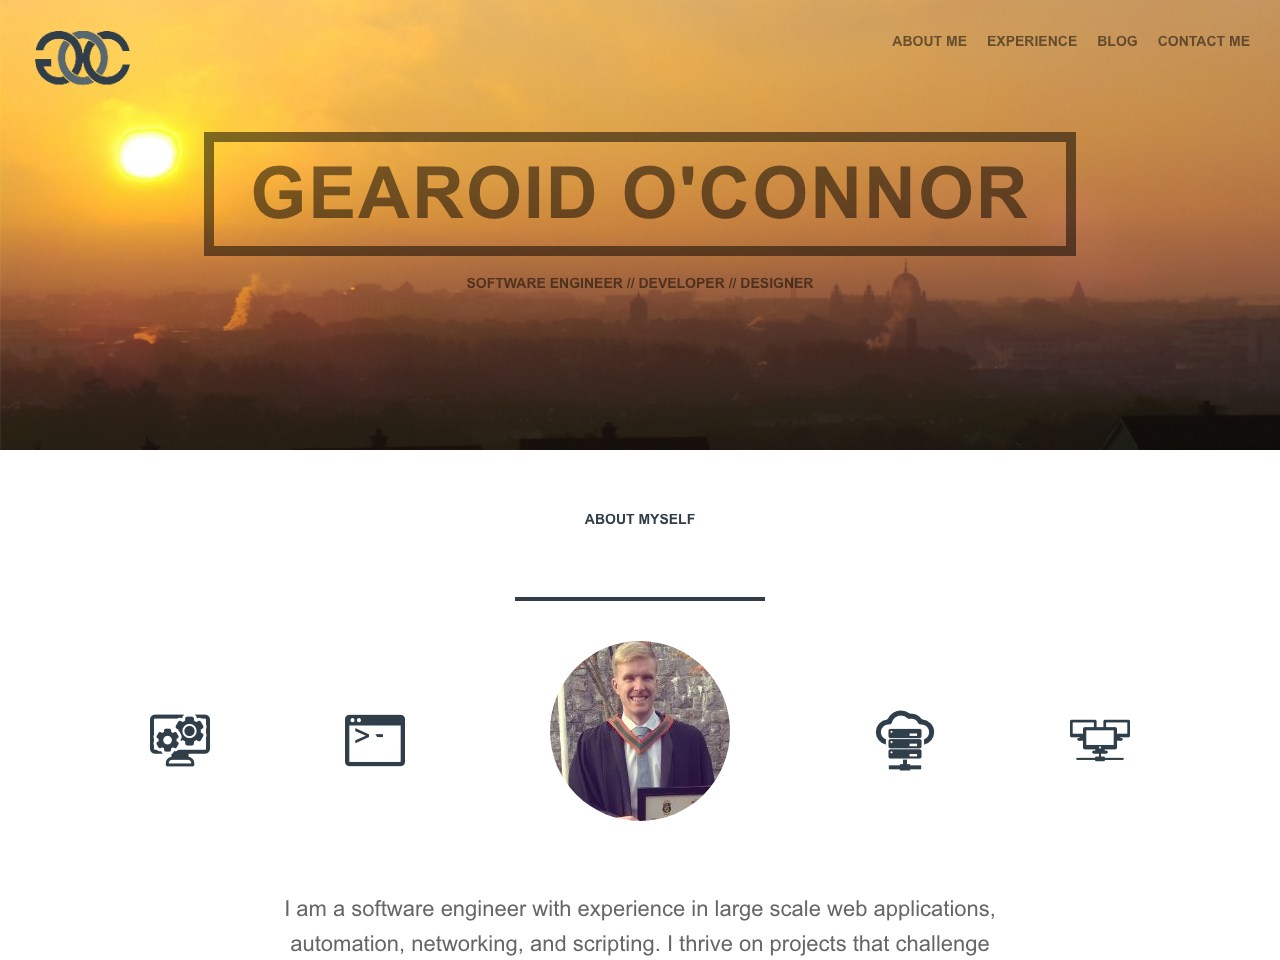 ABOUT ME EXPERIENCE BLOG CONTACT ME
GEAROID O'CONNOR
SOFTWARE ENGINEER // DEVELOPER // DESIGNER
ABOUT MYSELF
I am a software engineer with experience in large scale web applications,
automation, networking, and scripting. I thrive on projects that challenge